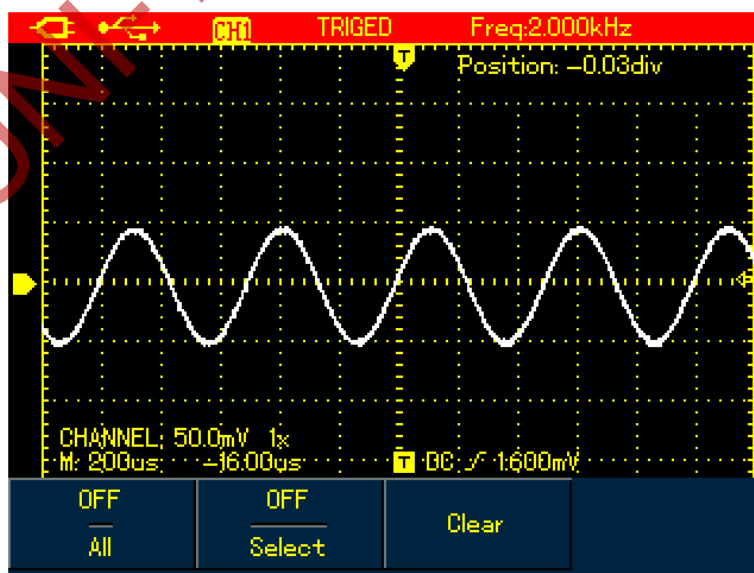 CH1 TRIGED Freq:2.000kHz
T Position: -0.03div
CHANNEL: 50.0mV 1x
M: 200us: -16.00us T DC: 1.600mV
OFF OFF
Clear
All Select